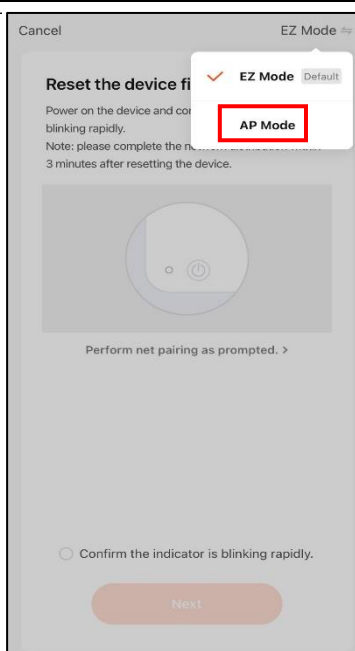 Cancel
EZ Mode
EZ Mode Default
AP Mode
Reset the device fi
Power on the device and con
blinking rapidly.
Note: please complete the
3 minutes after resetting the device.
Perform net pairing as prompted. >
Confirm the indicator is blinking rapidly.
Next